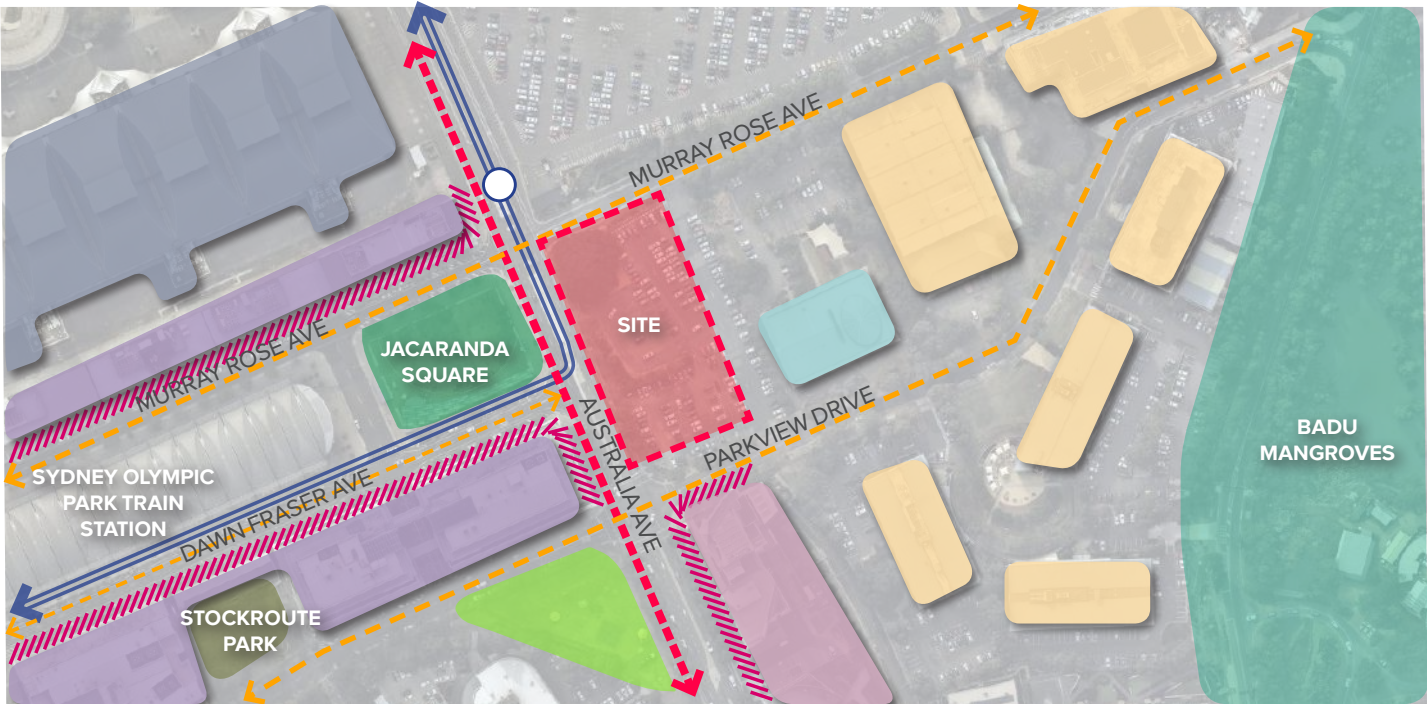 MURRAY ROSE AVE
SITE
JACARANDA
SQUARE
MURRAY ROSE AVE
AUSTRALIA AVE
PARKVIEW DRIVE
BADU
MANGROVES
SYDNEY OLYMPIC
PARK TRAIN
STATION
DAWN FRASER AVE
STOCKROUTE
PARK